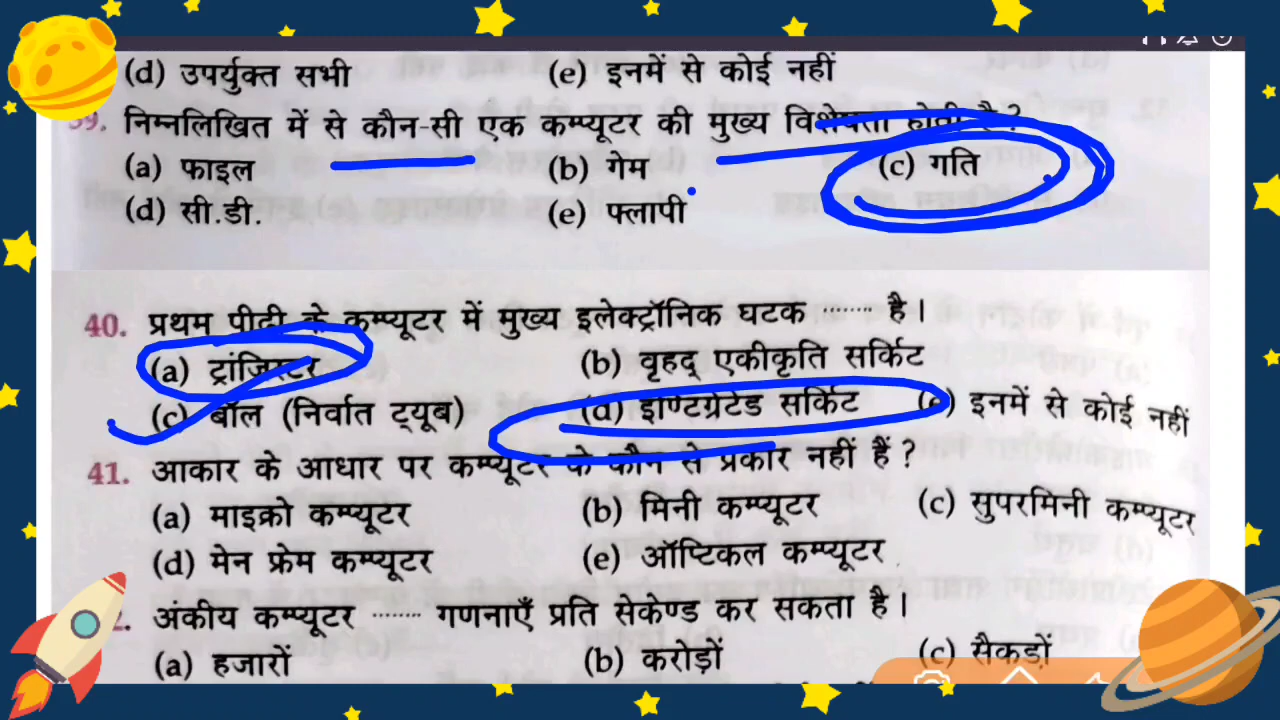 (d) उपर्युक्त सभी (e) इनमें से कोई नहीं
39. निम्नलिखित में से कौन-सी एक कम्प्यूटर की मुख्य विशेषता होती है ?
(a) फाइल (b) गेम (c) गति
(d) सी.डी. (e) फ्लापी
40. प्रथम पीढ़ी के कम्प्यूटर में मुख्य इलेक्ट्रॉनिक घटक ........ है।
(a) ट्रांजिस्टर (b) वृहद् एकीकृति सर्किट
(c) बॉल (निर्वात ट्यूब) (d) इण्टिग्रेटेड सर्किट (e) इनमें से कोई नहीं
41. आकार के आधार पर कम्प्यूटर के कौन से प्रकार नहीं हैं ?
(a) माइक्रो कम्प्यूटर (b) मिनी कम्प्यूटर (c) सुपरमिनी कम्प्यूटर
(d) मेन फ्रेम कम्प्यूटर (e) ऑप्टिकल कम्प्यूटर
2. अंकीय कम्प्यूटर ........ गणनाएँ प्रति सेकेण्ड कर सकता है।
(a) हजारों (b) करोड़ों (c) सैकड़ों